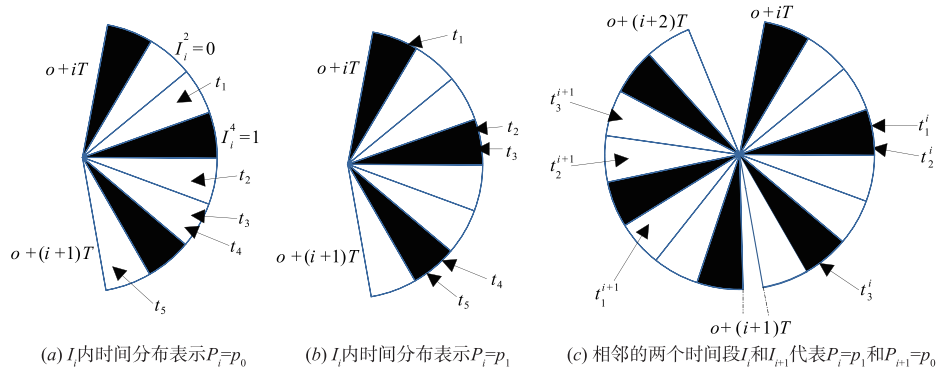 o+iT
I_i^2=0
t_1
I_i^4=1
t_2
t_3
t_4
o+(i+1)T
t_5
(a) I_i内时间分布表示P_i=p_0
o+iT
t_1
t_2
t_3
o+(i+1)T
t_4
t_5
(b) I_i内时间分布表示P_i=p_1
o+(i+2)T
o+iT
t_3^{i+1}
t_1^i
t_2^{i+1}
t_2^i
t_1^{i+1}
t_3^i
o+(i+1)T
(c) 相邻的两个时间段I_i和I_{i+1}代表P_i=p_1和P_{i+1}=p_0